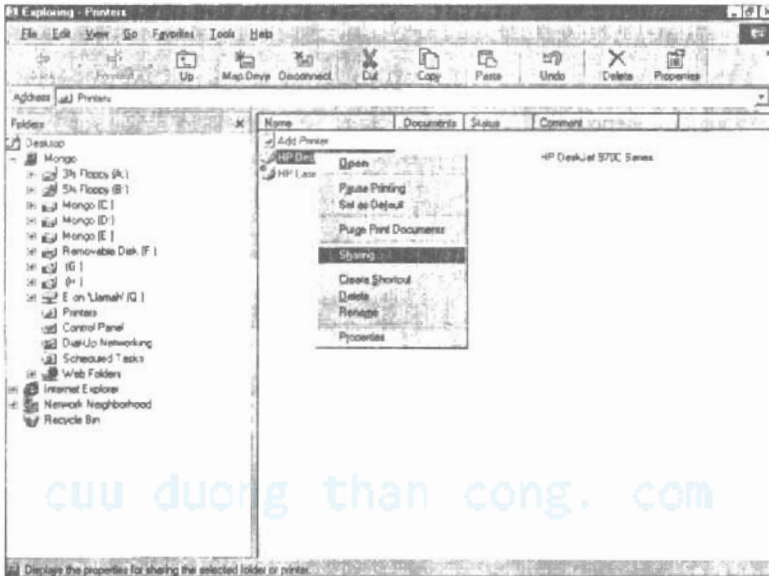 Exploring - Printers
File Edit View Go Favorites Tools Help
Up Map Drive Disconnect Cut Copy Paste Undo Delete Properties
Address Printers
Folders
Name Documents Status Comment
Desktop
Mongo
3½ Floppy (A:)
5¼ Floppy (B:)
Mongo (C:)
Mongo (D:)
Mongo (E:)
Removable Disk (F:)
(G:)
(H:)
E on 'Llamah' (Q:)
Printers
Control Panel
Dial-Up Networking
Scheduled Tasks
Web Folders
Internet Explorer
Network Neighborhood
Recycle Bin
Add Printer
HP Des
HP Lase
HP DeskJet 970C Series
Open
Pause Printing
Set as Default
Purge Print Documents
Sharing
Create Shortcut
Delete
Rename
Properties
cuu duong than cong. com
Displays the properties for sharing the selected folder or printer.